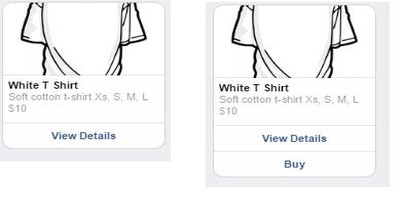 White T Shirt
Soft cotton t-shirt Xs, S, M, L
$10
View Details
White T Shirt
Soft cotton t-shirt Xs, S, M, L
$10
View Details
Buy